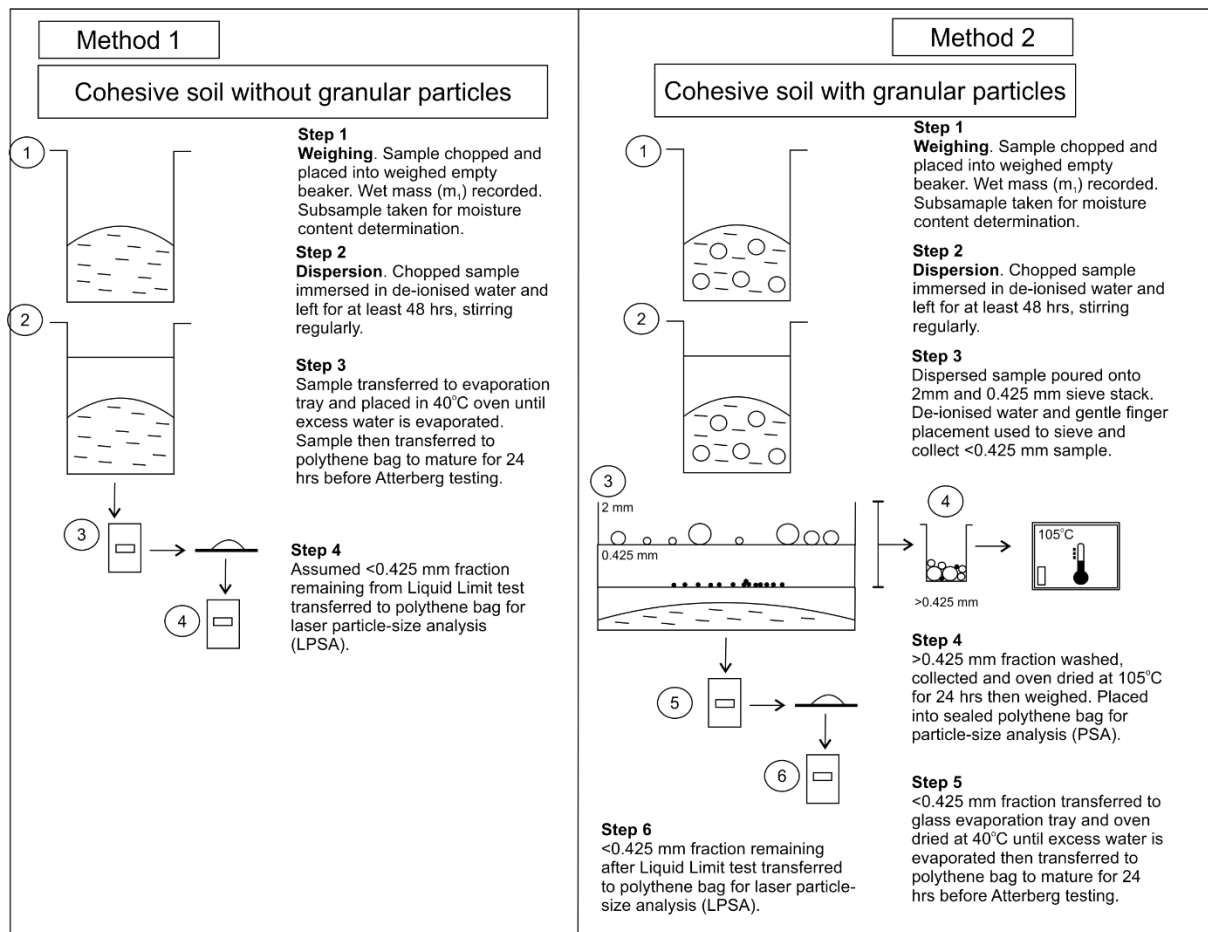 Method 1
Cohesive soil without granular particles
1
Step 1
Weighing. Sample chopped and
placed into weighed empty
beaker. Wet mass (m₁) recorded.
Subsample taken for moisture
content determination.
2
Step 2
Dispersion. Chopped sample
immersed in de-ionised water and
left for at least 48 hrs, stirring
regularly.
Step 3
Sample transferred to evaporation
tray and placed in 40°C oven until
excess water is evaporated.
Sample then transferred to
polythene bag to mature for 24
hrs before Atterberg testing.
3
4
Step 4
Assumed <0.425 mm fraction
remaining from Liquid Limit test
transferred to polythene bag for
laser particle-size analysis
(LPSA).
Method 2
Cohesive soil with granular particles
1
Step 1
Weighing. Sample chopped and
placed into weighed empty
beaker. Wet mass (m₁) recorded.
Subsamaple taken for moisture
content determination.
2
Step 2
Dispersion. Chopped sample
immersed in de-ionised water and
left for at least 48 hrs, stirring
regularly.
Step 3
Dispersed sample poured onto
2mm and 0.425 mm sieve stack.
De-ionised water and gentle finger
placement used to sieve and
collect <0.425 mm sample.
3
2 mm
0.425 mm
4
105°C
>0.425 mm
Step 4
>0.425 mm fraction washed,
collected and oven dried at 105°C
for 24 hrs then weighed. Placed
into sealed polythene bag for
particle-size analysis (PSA).
5
6
Step 5
<0.425 mm fraction transferred to
glass evaporation tray and oven
dried at 40°C until excess water is
evaporated then transferred to
polythene bag to mature for 24
hrs before Atterberg testing.
Step 6
<0.425 mm fraction remaining
after Liquid Limit test transferred
to polythene bag for laser particle-
size analysis (LPSA).